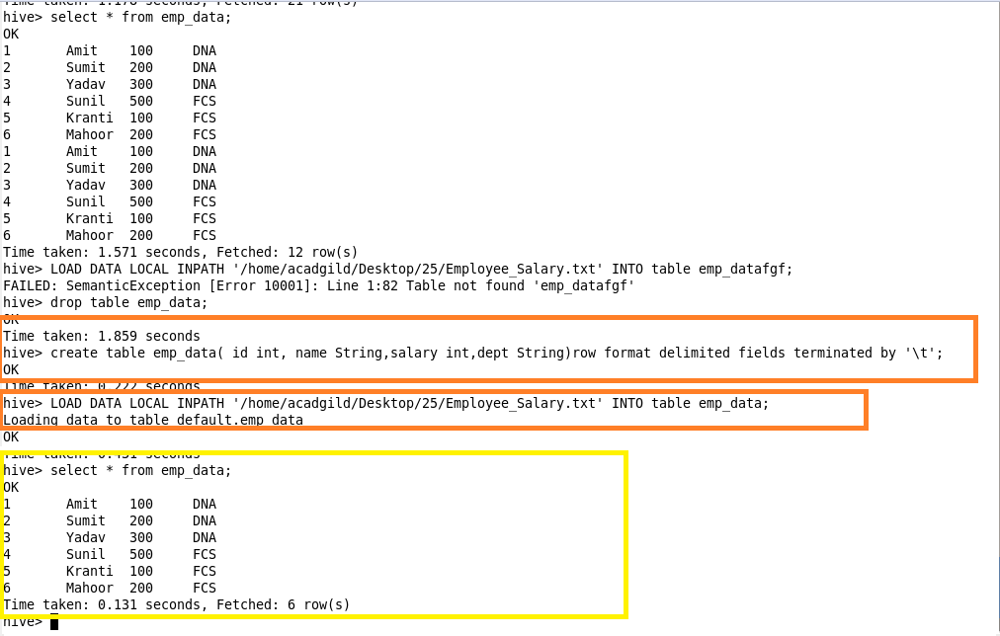 Time taken: 1.178 seconds, Fetched: 21 row(s)
hive> select * from emp_data;
OK
1	Amit	100	DNA
2	Sumit	200	DNA
3	Yadav	300	DNA
4	Sunil	500	FCS
5	Kranti	100	FCS
6	Mahoor	200	FCS
1	Amit	100	DNA
2	Sumit	200	DNA
3	Yadav	300	DNA
4	Sunil	500	FCS
5	Kranti	100	FCS
6	Mahoor	200	FCS
Time taken: 1.571 seconds, Fetched: 12 row(s)
hive> LOAD DATA LOCAL INPATH '/home/acadgild/Desktop/25/Employee_Salary.txt' INTO table emp_datafgf;
FAILED: SemanticException [Error 10001]: Line 1:82 Table not found 'emp_datafgf'
hive> drop table emp_data;
OK
Time taken: 1.859 seconds
hive> create table emp_data( id int, name String,salary int,dept String)row format delimited fields terminated by '\t';
OK
Time taken: 0.222 seconds
hive> LOAD DATA LOCAL INPATH '/home/acadgild/Desktop/25/Employee_Salary.txt' INTO table emp_data;
Loading data to table default.emp_data
OK
Time taken: 0.451 seconds
hive> select * from emp_data;
OK
1	Amit	100	DNA
2	Sumit	200	DNA
3	Yadav	300	DNA
4	Sunil	500	FCS
5	Kranti	100	FCS
6	Mahoor	200	FCS
Time taken: 0.131 seconds, Fetched: 6 row(s)
hive>